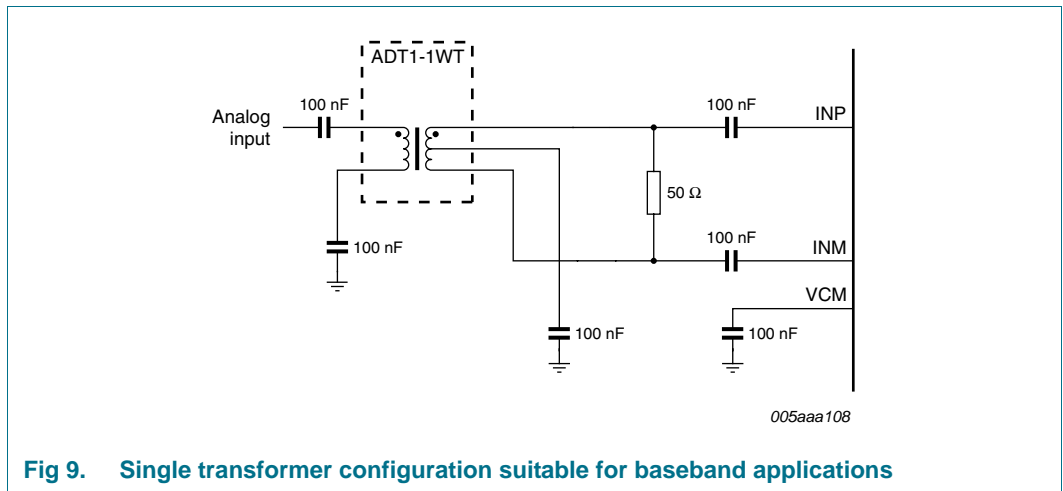 ADT1-1WT
Analog
input
100 nF
100 nF
INP
50 Ω
100 nF
INM
100 nF
VCM
100 nF
100 nF
005aaa108
Fig 9. Single transformer configuration suitable for baseband applications